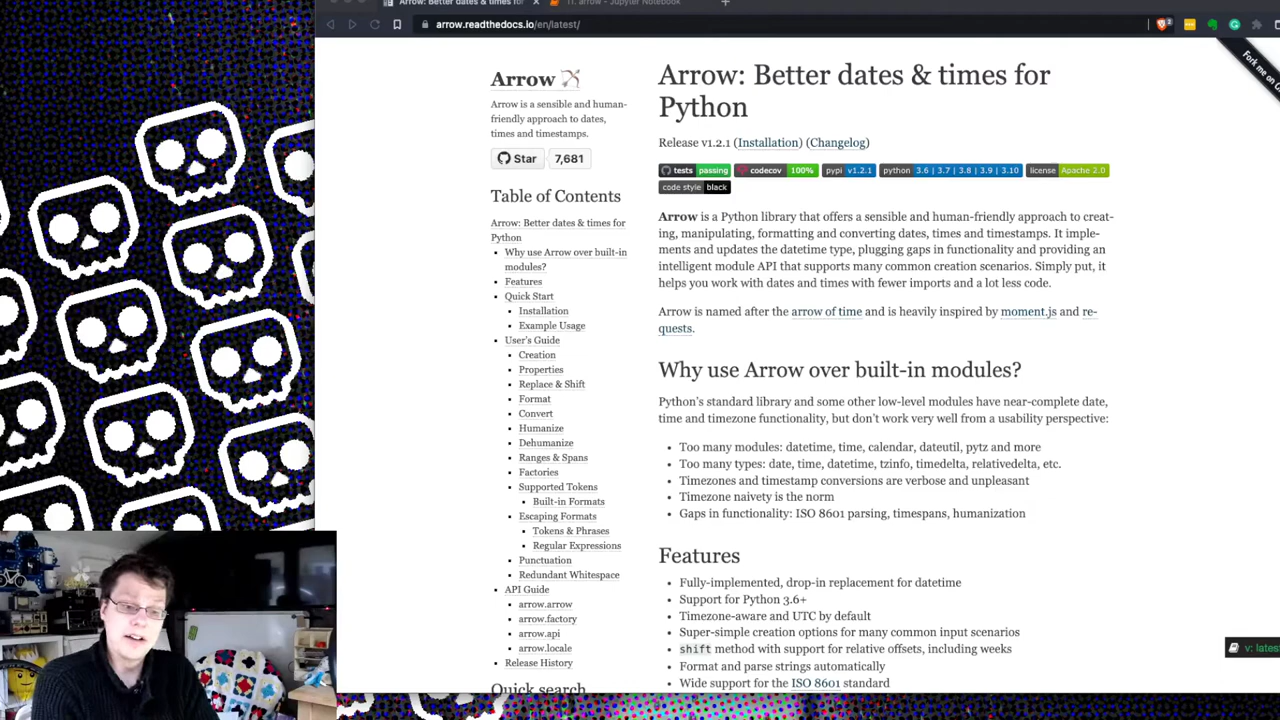 Arrow: Better dates & times for
11. arrow - Jupyter Notebook
arrow.readthedocs.io/en/latest/
2
Fork me on
Arrow
Arrow is a sensible and human-
friendly approach to dates,
times and timestamps.
Star 7,681
Table of Contents
Arrow: Better dates & times for
Python
Why use Arrow over built-in
modules?
Features
Quick Start
Installation
Example Usage
User's Guide
Creation
Properties
Replace & Shift
Format
Convert
Humanize
Dehumanize
Ranges & Spans
Factories
Supported Tokens
Built-in Formats
Escaping Formats
Tokens & Phrases
Regular Expressions
Punctuation
Redundant Whitespace
API Guide
arrow.arrow
arrow.factory
arrow.api
arrow.locale
Release History
Quick search
Arrow: Better dates & times for
Python
Release v1.2.1 (Installation) (Changelog)
tests passing codecov 100% pypi v1.2.1 python 3.6 | 3.7 | 3.8 | 3.9 | 3.10 license Apache 2.0
code style black
Arrow is a Python library that offers a sensible and human-friendly approach to creat-
ing, manipulating, formatting and converting dates, times and timestamps. It imple-
ments and updates the datetime type, plugging gaps in functionality and providing an
intelligent module API that supports many common creation scenarios. Simply put, it
helps you work with dates and times with fewer imports and a lot less code.
Arrow is named after the arrow of time and is heavily inspired by moment.js and re-
quests.
Why use Arrow over built-in modules?
Python's standard library and some other low-level modules have near-complete date,
time and timezone functionality, but don't work very well from a usability perspective:
Too many modules: datetime, time, calendar, dateutil, pytz and more
Too many types: date, time, datetime, tzinfo, timedelta, relativedelta, etc.
Timezones and timestamp conversions are verbose and unpleasant
Timezone naivety is the norm
Gaps in functionality: ISO 8601 parsing, timespans, humanization
Features
Fully-implemented, drop-in replacement for datetime
Support for Python 3.6+
Timezone-aware and UTC by default
Super-simple creation options for many common input scenarios
shift method with support for relative offsets, including weeks
Format and parse strings automatically
Wide support for the ISO 8601 standard
v: lates